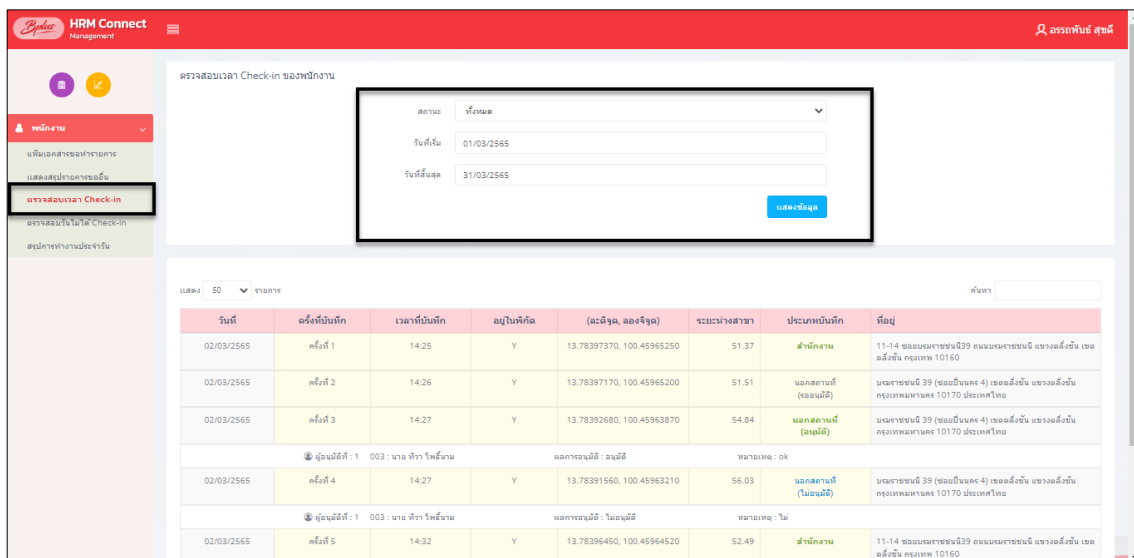 Bplus HRM Connect
Management
อรรถพันธ์ สุขดี
พนักงาน
แฟ้มเอกสารขอทำรายการ
แสดงสรุปรายการขออื่น
ตรวจสอบเวลา Check-in
ตรวจสอบวันไม่ได้ Check-in
สรุปการทำงานประจำวัน
ตรวจสอบเวลา Check-in ของพนักงาน
สถานะ ทั้งหมด
วันที่เริ่ม 01/03/2565
วันที่สิ้นสุด 31/03/2565
แสดงข้อมูล
แสดง 50 รายการ ค้นหา
วันที่ ครั้งที่บันทึก เวลาที่บันทึก อยู่ในพิกัด (ละติจูด, ลองจิจูด) ระยะห่างสาขา ประเภทบันทึก ที่อยู่
02/03/2565 ครั้งที่ 1 14:25 Y 13.78397370, 100.45965250 51.37 สำนักงาน 11-14 ซอยบรมราชชนนี39 ถนนบรมราชชนนี แขวงตลิ่งชัน เขต
ตลิ่งชัน กรุงเทพ 10160
02/03/2565 ครั้งที่ 2 14:26 Y 13.78397170, 100.45965200 51.51 นอกสถานที่ บรมราชชนนี 39 (ซอยปิ่นนคร 4) เขตตลิ่งชัน แขวงตลิ่งชัน
(รออนุมัติ) กรุงเทพมหานคร 10170 ประเทศไทย
02/03/2565 ครั้งที่ 3 14:27 Y 13.78392680, 100.45963870 54.84 นอกสถานที่ บรมราชชนนี 39 (ซอยปิ่นนคร 4) เขตตลิ่งชัน แขวงตลิ่งชัน
(อนุมัติ) กรุงเทพมหานคร 10170 ประเทศไทย
ผู้อนุมัติที่ : 1 003 : นาย ทิวา โพธิ์นาม ผลการอนุมัติ : อนุมัติ หมายเหตุ : ok
02/03/2565 ครั้งที่ 4 14:27 Y 13.78391560, 100.45963210 56.03 นอกสถานที่ บรมราชชนนี 39 (ซอยปิ่นนคร 4) เขตตลิ่งชัน แขวงตลิ่งชัน
(ไม่อนุมัติ) กรุงเทพมหานคร 10170 ประเทศไทย
ผู้อนุมัติที่ : 1 003 : นาย ทิวา โพธิ์นาม ผลการอนุมัติ : ไม่อนุมัติ หมายเหตุ : ไม่
02/03/2565 ครั้งที่ 5 14:32 Y 13.78396450, 100.45964520 52.49 สำนักงาน 11-14 ซอยบรมราชชนนี39 ถนนบรมราชชนนี แขวงตลิ่งชัน เขต
ตลิ่งชัน กรุงเทพ 10160